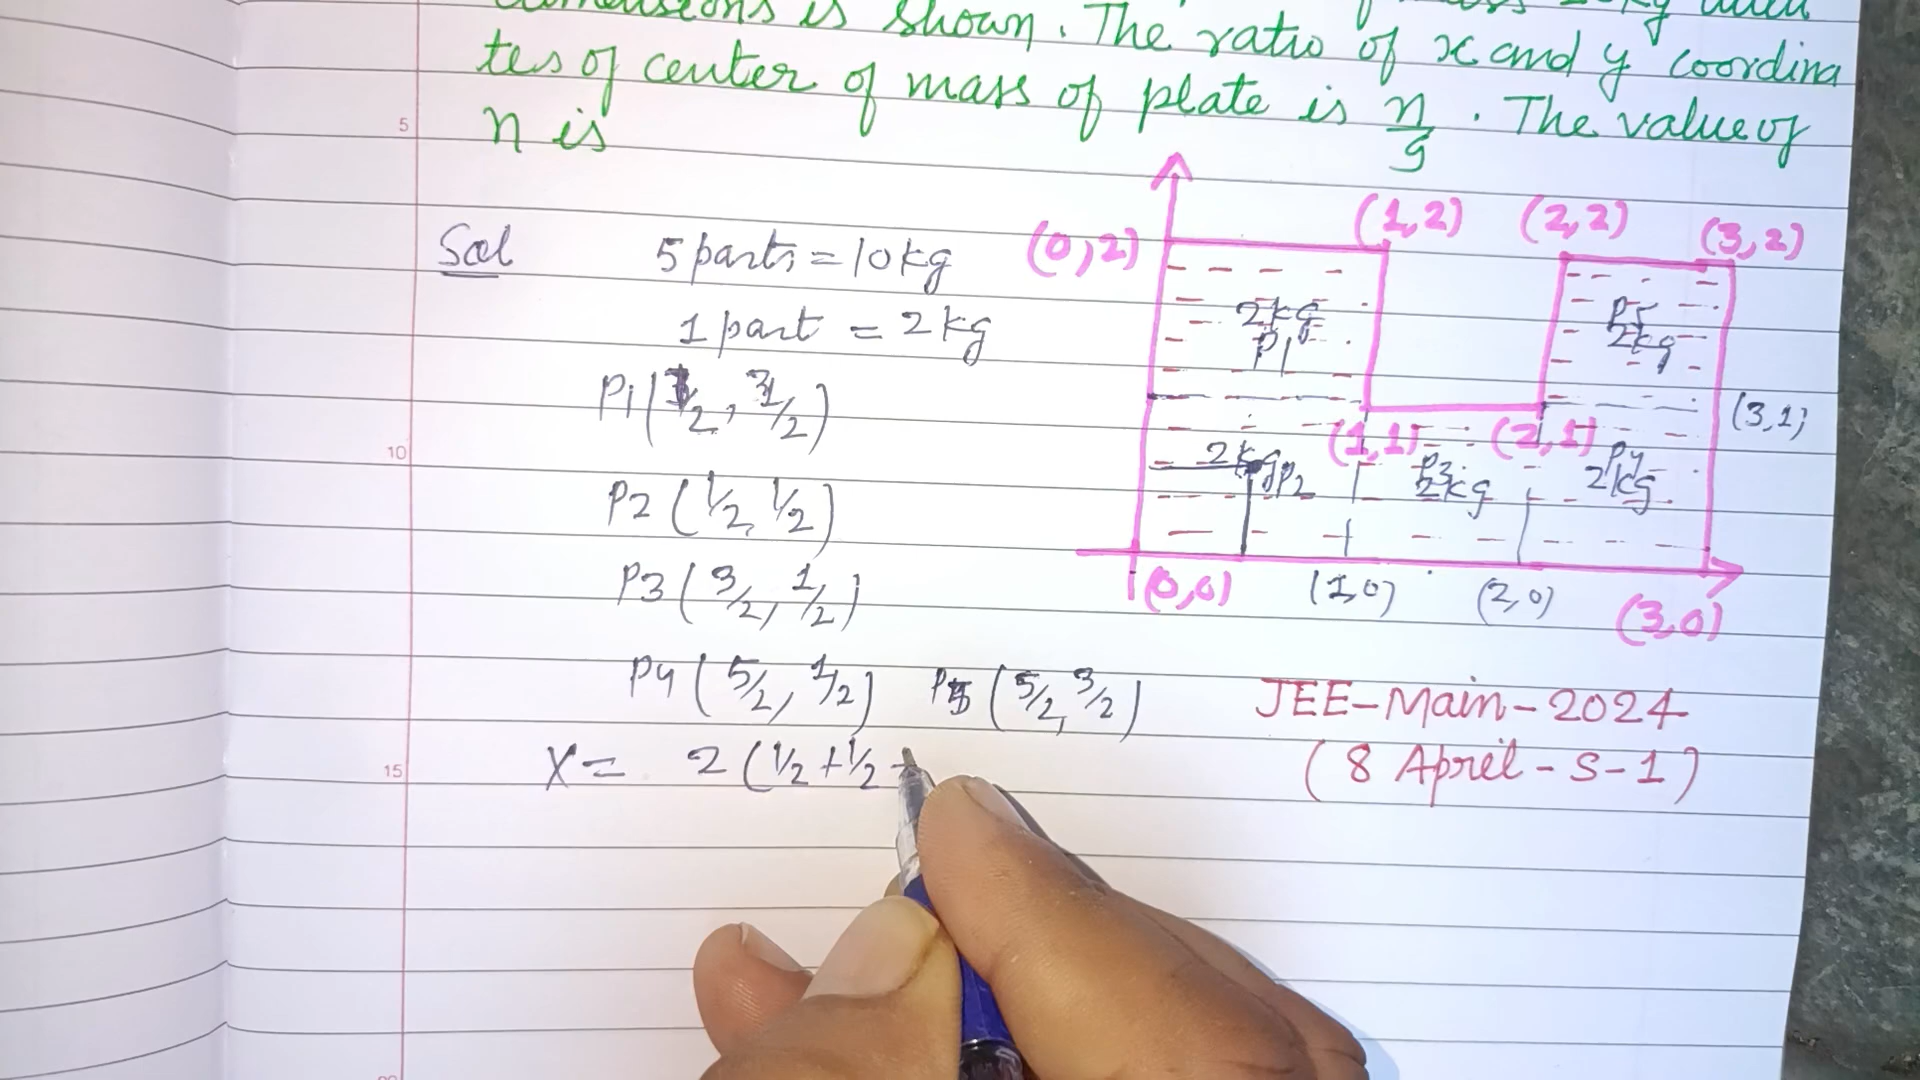 is shown. The ratio of x and y coordina
tes of center of mass of plate is n/9. The value of
n is
Sol 5 parts = 10 kg
1 part = 2 kg
P1 (1/2, 3/2)
P2 (1/2, 1/2)
P3 (3/2, 1/2)
P4 (5/2, 1/2) P5 (5/2, 3/2)
X = 2 (1/2 + 1/2 +
(0,2)
(1,2)
(2,2)
(3,2)
2kg
P1
P5
2kg
(3,1)
(1,1)
(2,1)
2kg P2
P3
2kg
P4
2kg
(0,0)
(1,0)
(2,0)
(3,0)
JEE-Main-2024
(8 April-S-1)
5
10
15